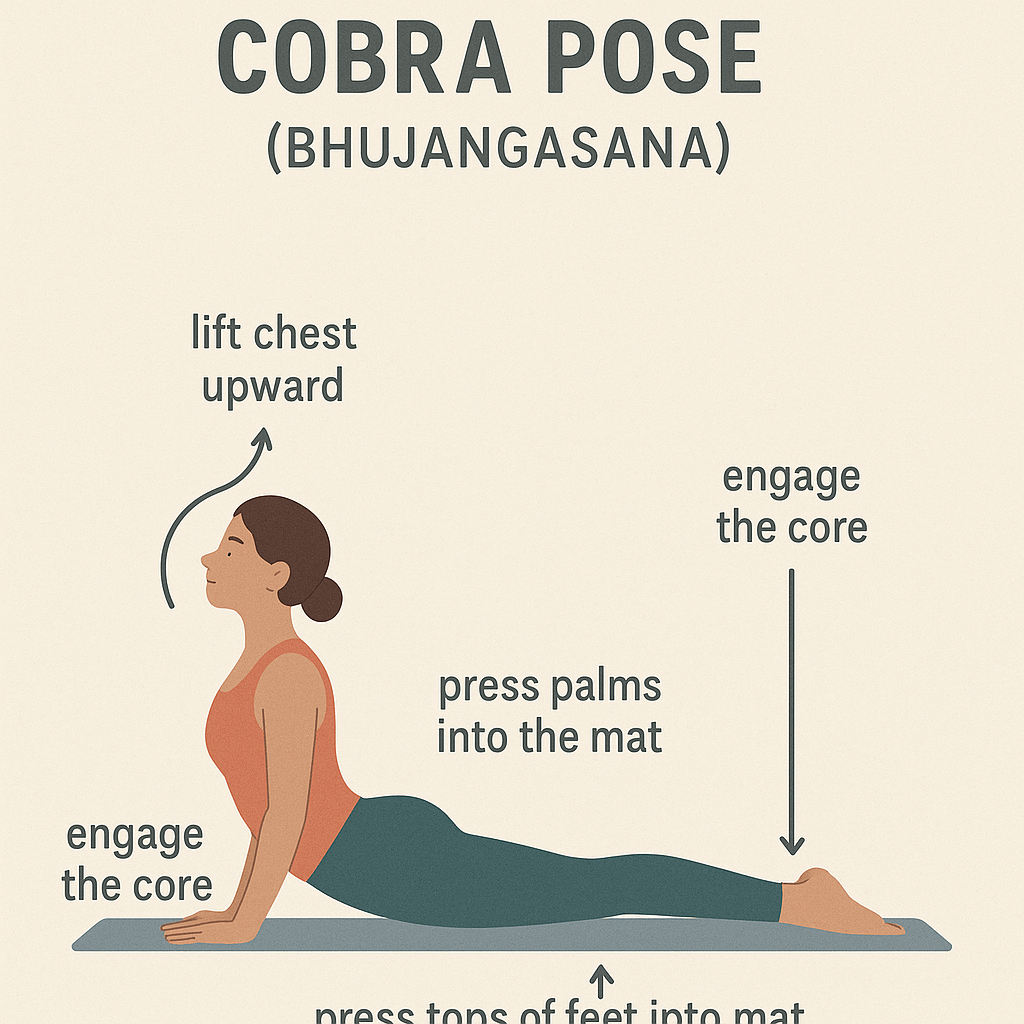 COBRA POSE
(BHUJANGASANA)
lift chest
upward
engage
the core
press palms
into the mat
engage
the core
press tops of feet into mat